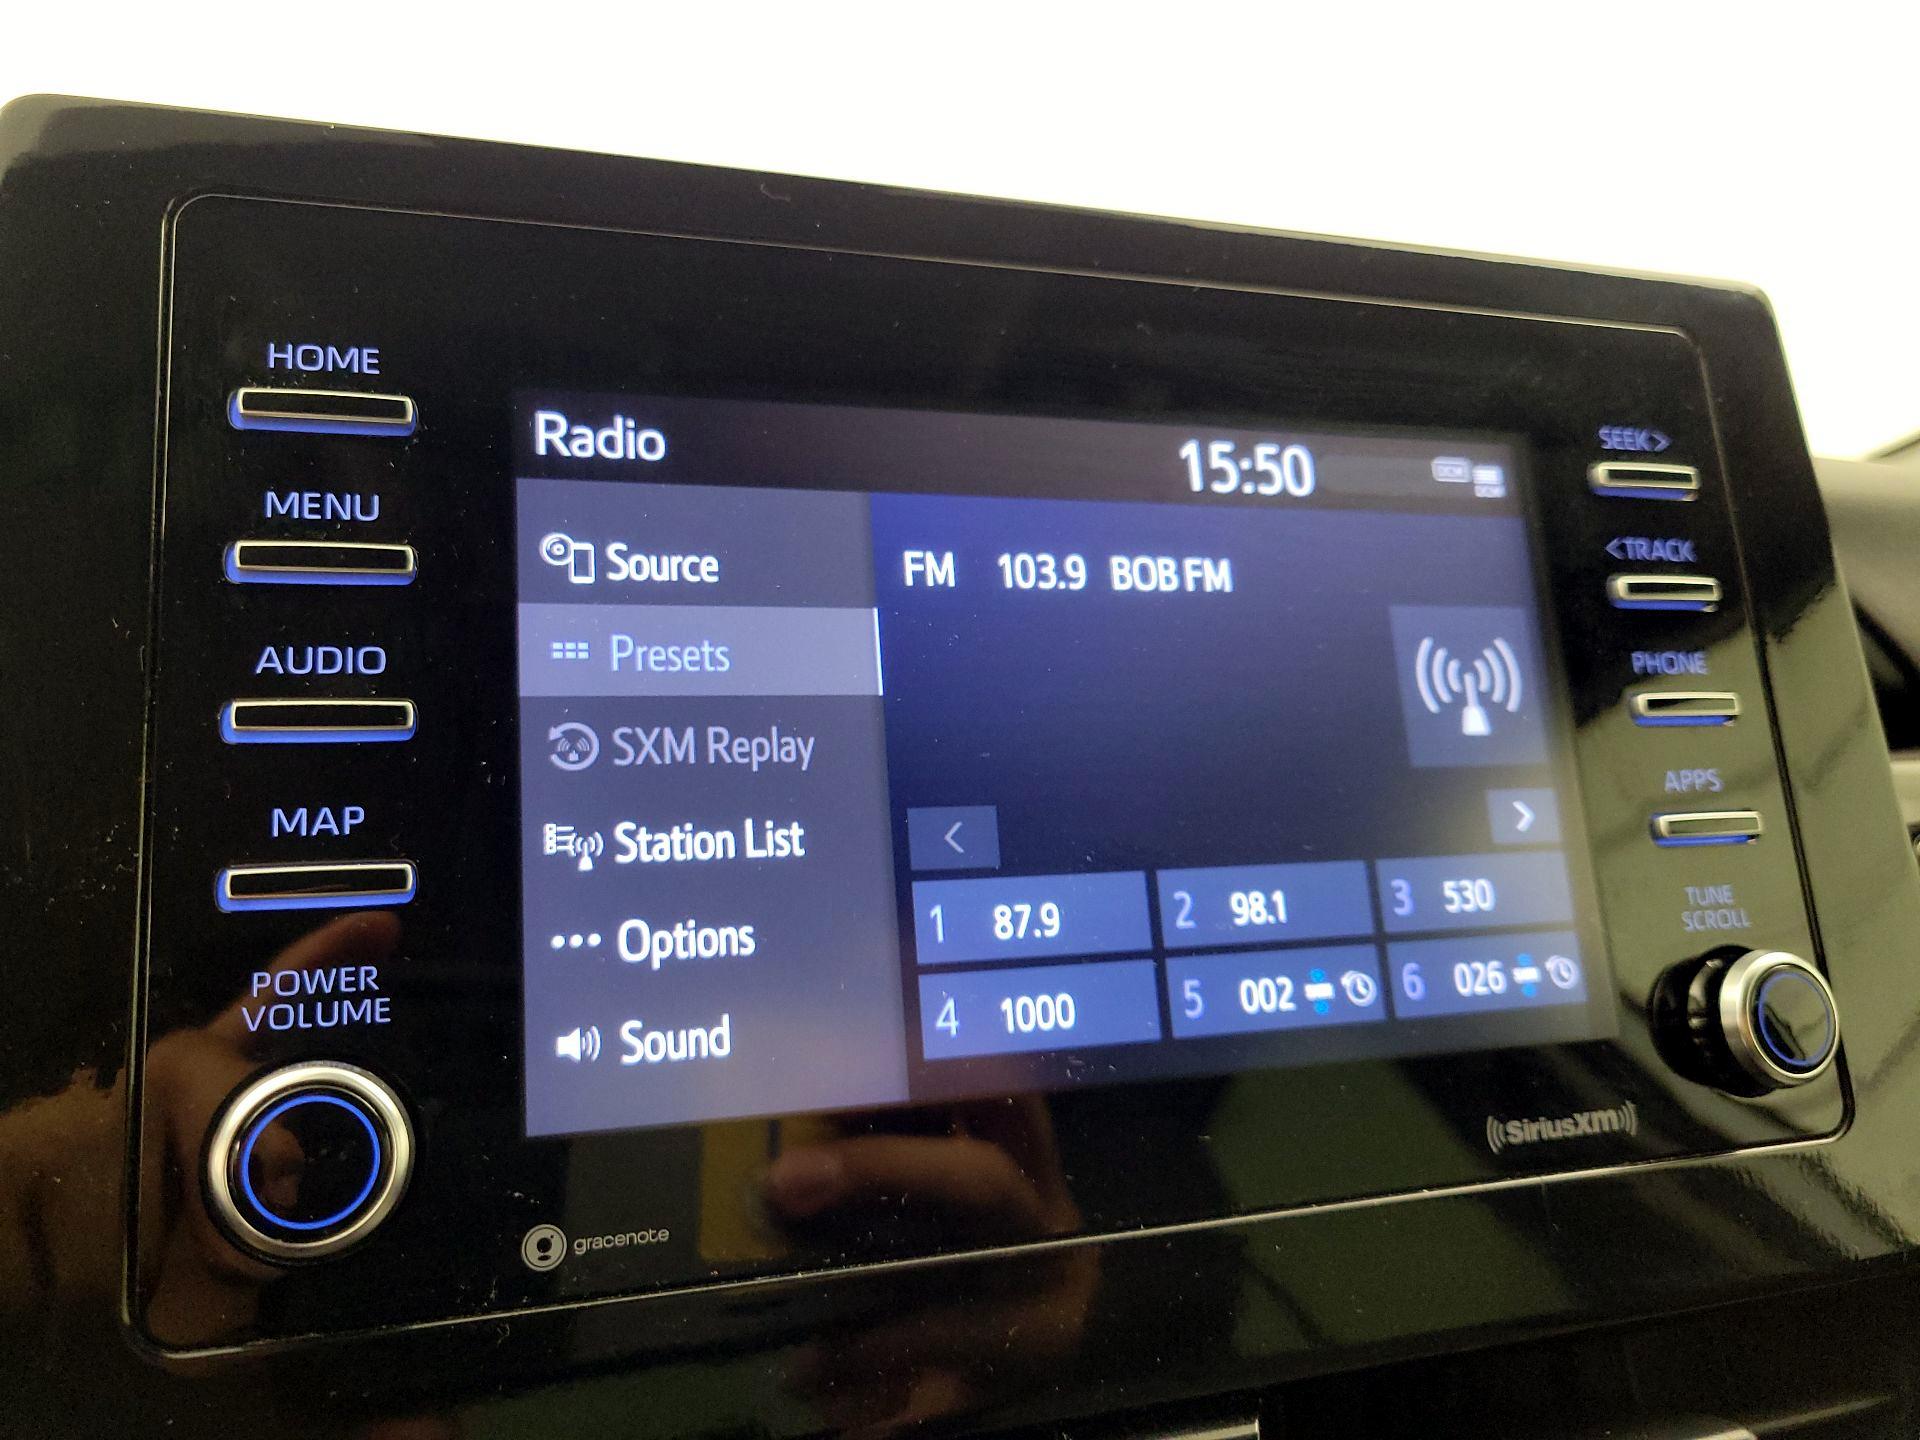 HOME
MENU
AUDIO
MAP
POWER
VOLUME
Radio
15:50
DCM
DCM
Source
Presets
SXM Replay
Station List
Options
Sound
FM 103.9 BOB FM
<
>
1 87.9
2 98.1
3 530
4 1000
5 002
6 026
SEEK>
<TRACK
PHONE
APPS
TUNE
SCROLL
gracenote
((SiriusXM))